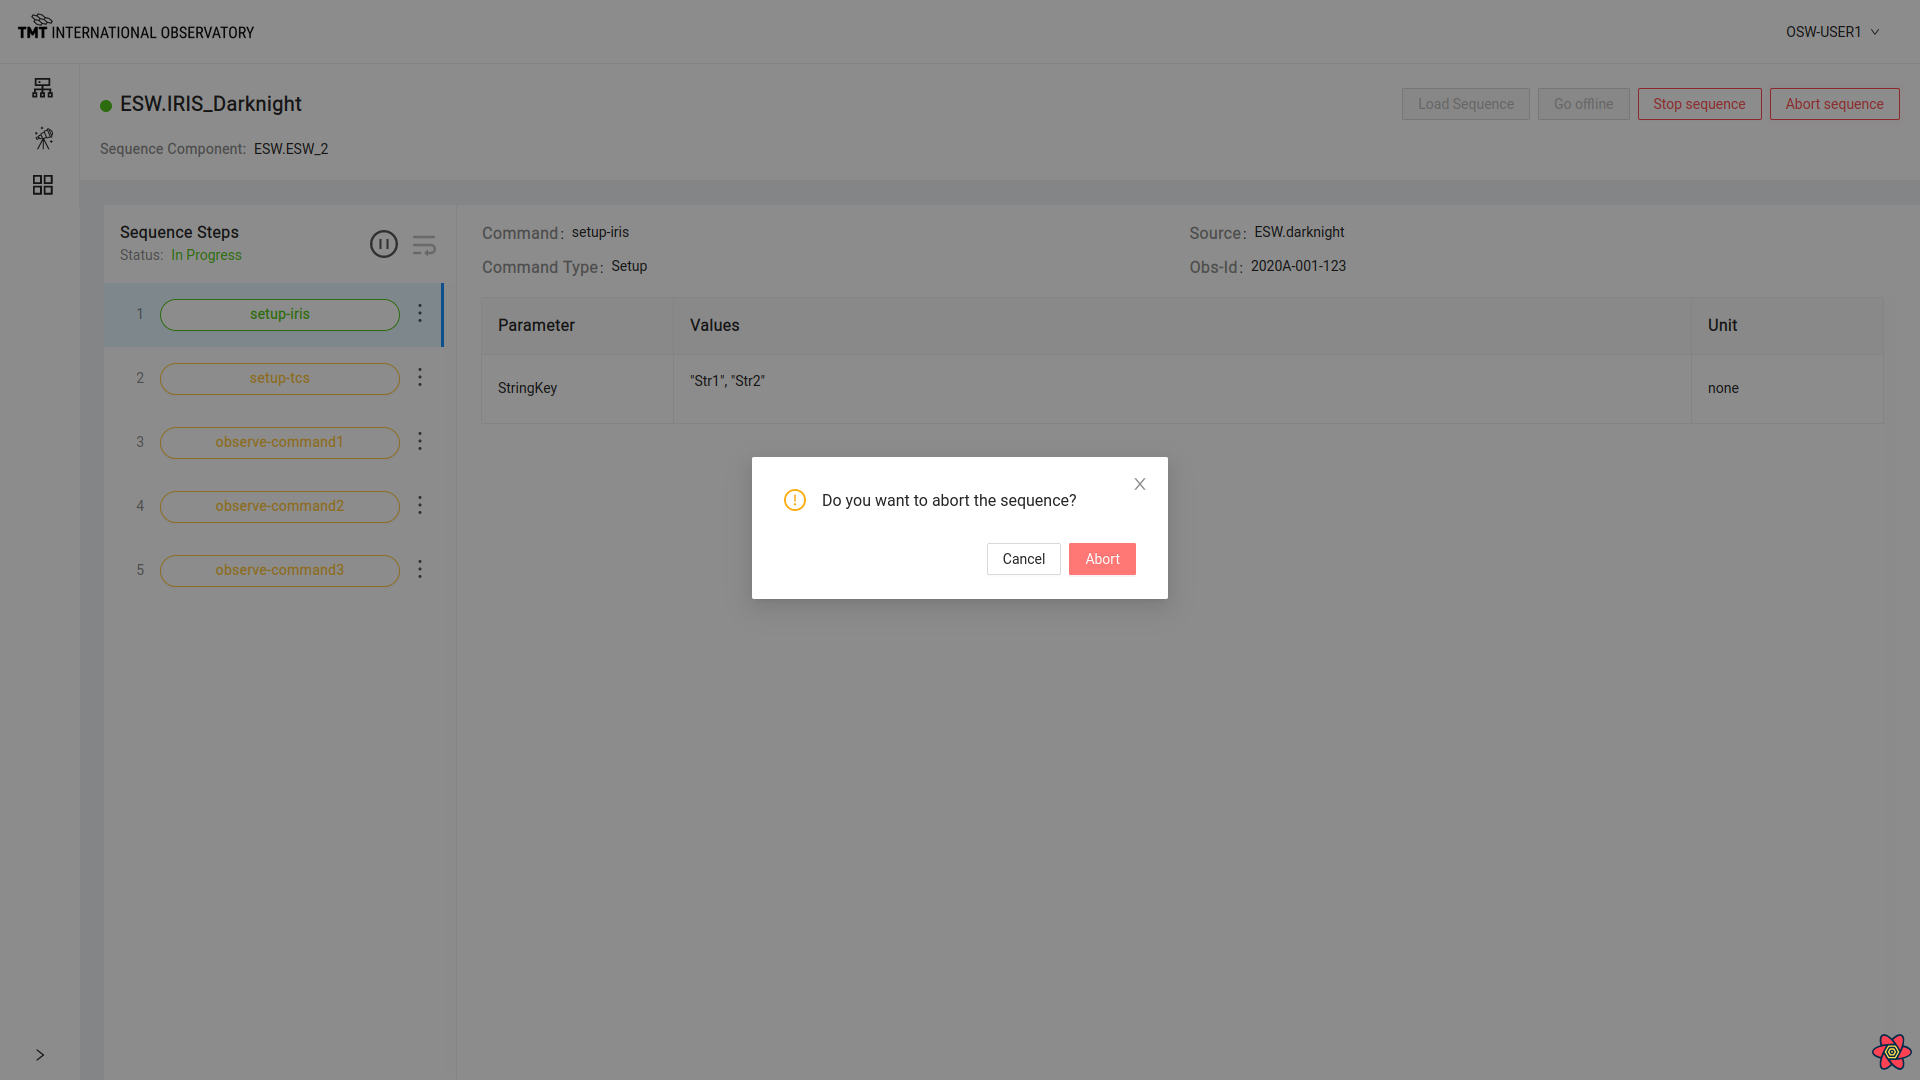 TMT INTERNATIONAL OBSERVATORY
OSW-USER1
ESW.IRIS_Darknight
Load Sequence
Go offline
Stop sequence
Abort sequence
Sequence Component: ESW.ESW_2
Sequence Steps
Status: In Progress
1 setup-iris
2 setup-tcs
3 observe-command1
4 observe-command2
5 observe-command3
Command: setup-iris
Source: ESW.darknight
Command Type: Setup
Obs-Id: 2020A-001-123
Parameter Values Unit
StringKey "Str1", "Str2" none
Do you want to abort the sequence?
Cancel Abort